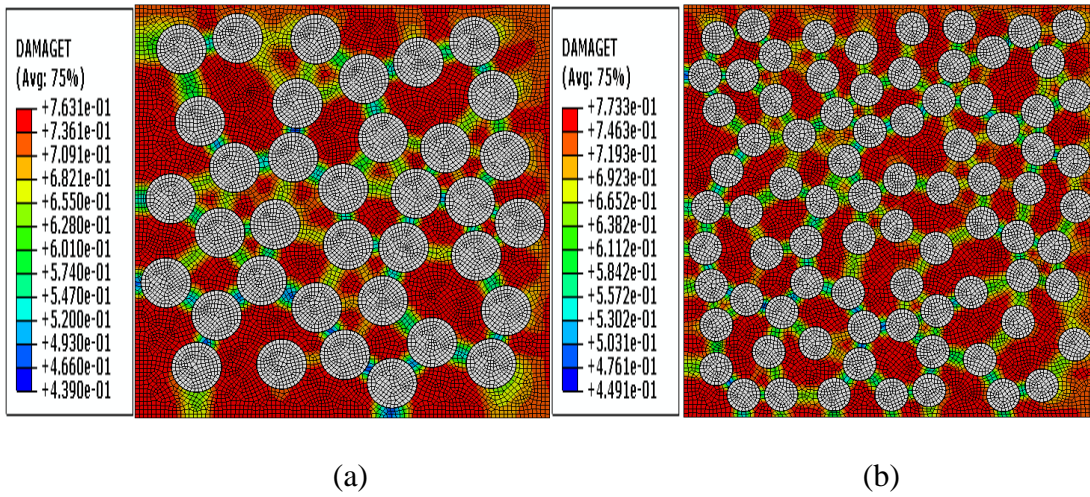 DAMAGET
(Avg: 75%)
+7.631e-01
+7.361e-01
+7.091e-01
+6.821e-01
+6.550e-01
+6.280e-01
+6.010e-01
+5.740e-01
+5.470e-01
+5.200e-01
+4.930e-01
+4.660e-01
+4.390e-01
DAMAGET
(Avg: 75%)
+7.733e-01
+7.463e-01
+7.193e-01
+6.923e-01
+6.652e-01
+6.382e-01
+6.112e-01
+5.842e-01
+5.572e-01
+5.302e-01
+5.031e-01
+4.761e-01
+4.491e-01
(a)
(b)